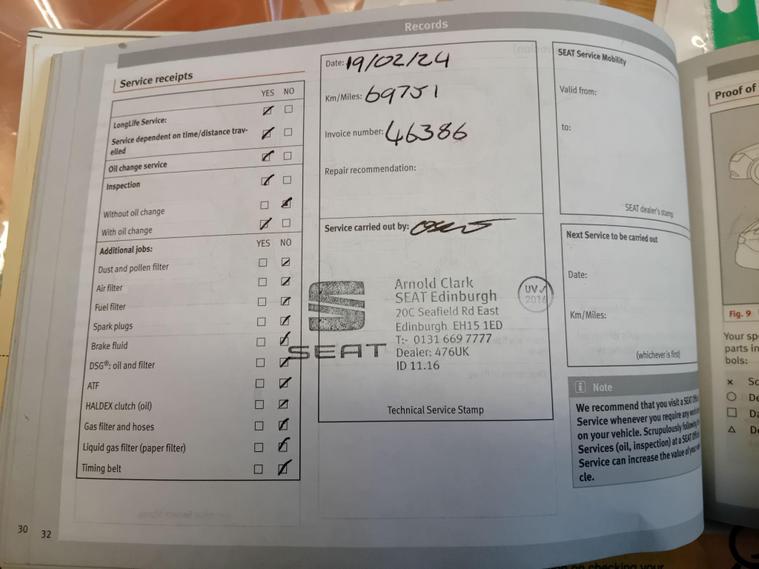 Records
Service receipts
YES NO
LongLife Service:
Service dependent on time/distance trav-
elled
Oil change service
Inspection
Without oil change
With oil change
Additional jobs: YES NO
Dust and pollen filter
Air filter
Fuel filter
Spark plugs
Brake fluid
DSG®: oil and filter
ATF
HALDEX clutch (oil)
Gas filter and hoses
Liquid gas filter (paper filter)
Timing belt
30 32
Date: 19/02/24
Km/Miles: 69751
Invoice number: 46386
Repair recommendation:
Service carried out by:
SEAT
Arnold Clark
SEAT Edinburgh
20C Seafield Rd East
Edinburgh EH15 1ED
T:- 0131 669 7777
Dealer: 476UK
ID 11.16
UV✓
2016
Technical Service Stamp
SEAT Service Mobility
Valid from:
to:
SEAT dealer's stamp
Next Service to be carried out
Date:
Km/Miles:
(whichever is first)
i Note
We recommend that you visit a SEAT
Service whenever you require any
on your vehicle. Scrupulously
Services (oil, inspection) at a SEAT
Service can increase the value of
cle.
Proof of
Fig. 9
Your sp
parts in
bols: